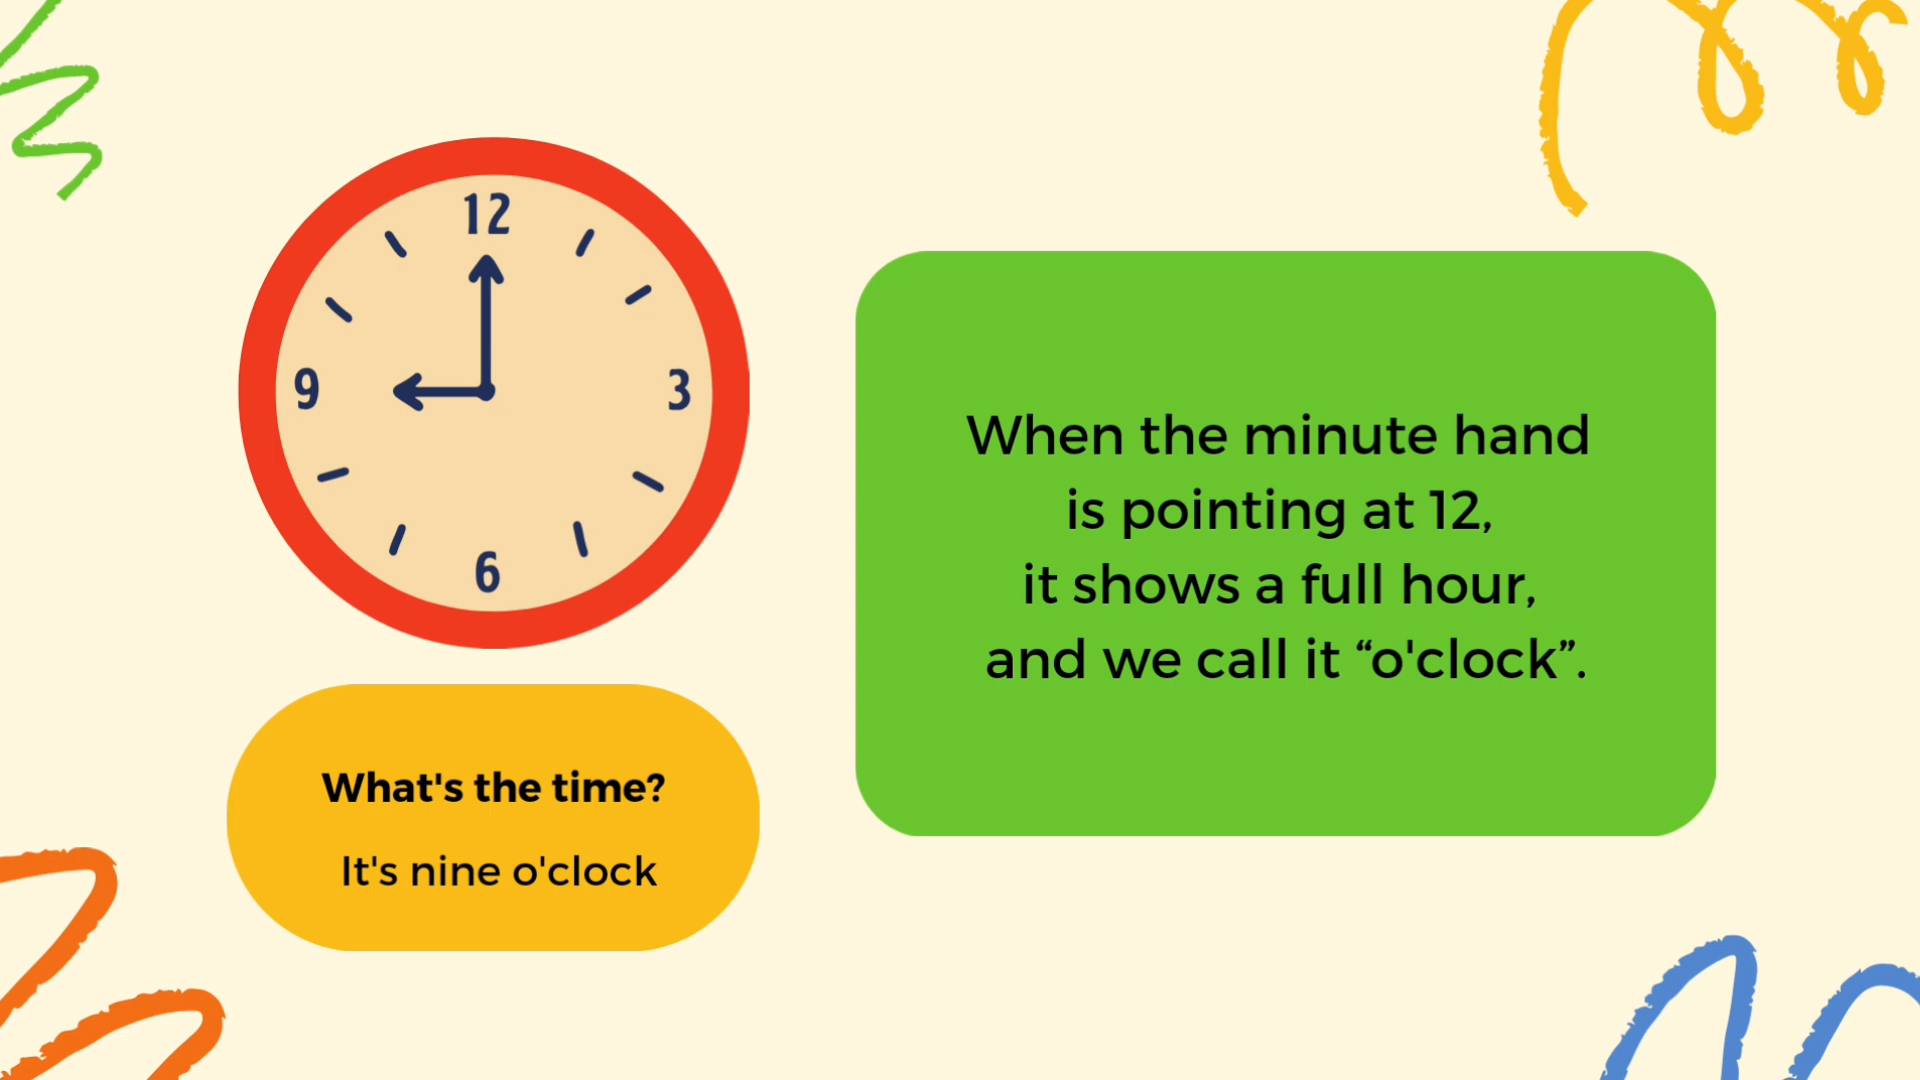 12
9
3
6
What's the time?
It's nine o'clock
When the minute hand
is pointing at 12,
it shows a full hour,
and we call it “o'clock”.